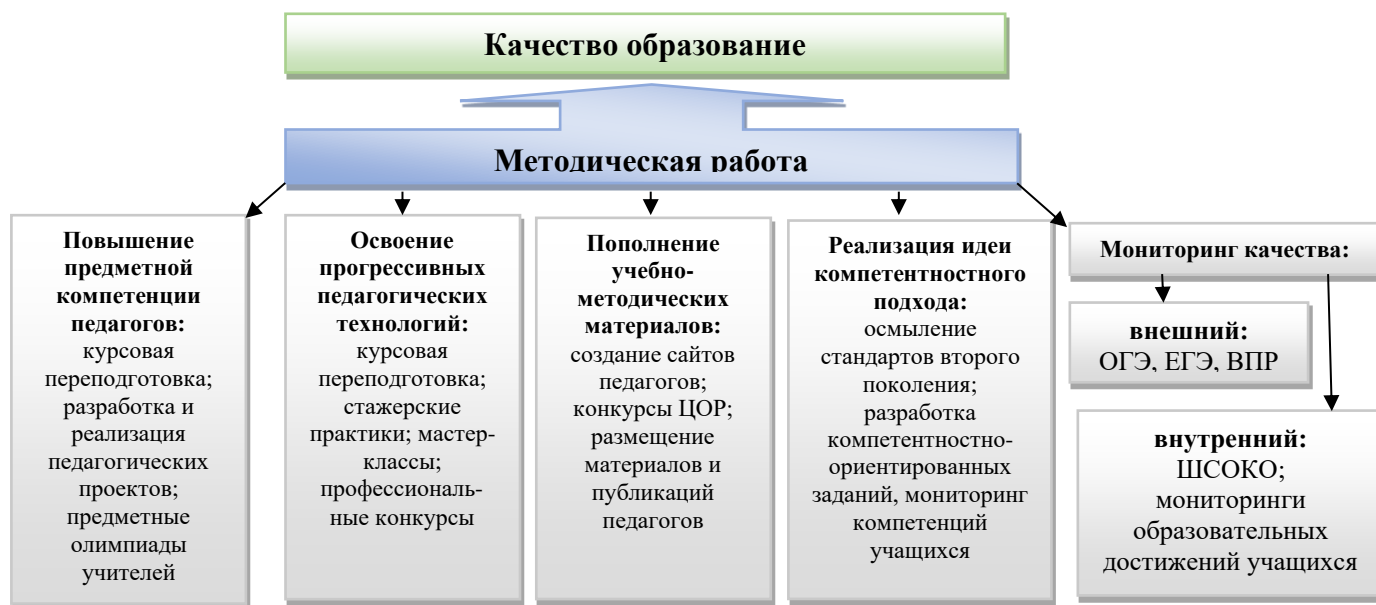 Качество образование
Методическая работа
Повышение
предметной
компетенции
педагогов:
курсовая
переподготовка;
разработка и
реализация
педагогических
проектов;
предметные
олимпиады
учителей
Освоение
прогрессивных
педагогических
технологий:
курсовая
переподготовка;
стажерские
практики; мастер-
классы;
профессиональ-
ные конкурсы
Пополнение
учебно-
методических
материалов:
создание сайтов
педагогов;
конкурсы ЦОР;
размещение
материалов и
публикаций
педагогов
Реализация идеи
компетентностного
подхода:
осмыление
стандартов второго
поколения;
разработка
компетентностно-
ориентированных
заданий, мониторинг
компетенций
учащихся
Мониторинг качества:
внешний:
ОГЭ, ЕГЭ, ВПР
внутренний:
ШСОКО;
мониторинги
образовательных
достижений учащихся